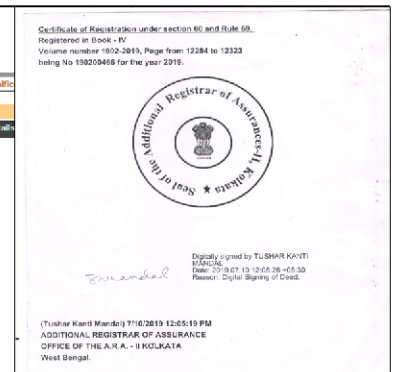 Certificate of Registration under section 60 and Rule 69.
Registered in Book - IV
Volume number 1902-2019, Page from 12284 to 12323
being No 190200466 for the year 2019.
Seal of the Additional Registrar of Assurances-II, Kolkata
Digitally signed by TUSHAR KANTI
MANDAL
Date: 2019.07.10 12:05:26 +05:30
Reason: Digital Signing of Deed.
(Tushar Kanti Mandal) 7/10/2019 12:05:19 PM
ADDITIONAL REGISTRAR OF ASSURANCE
OFFICE OF THE A.R.A. - II KOLKATA
West Bengal.